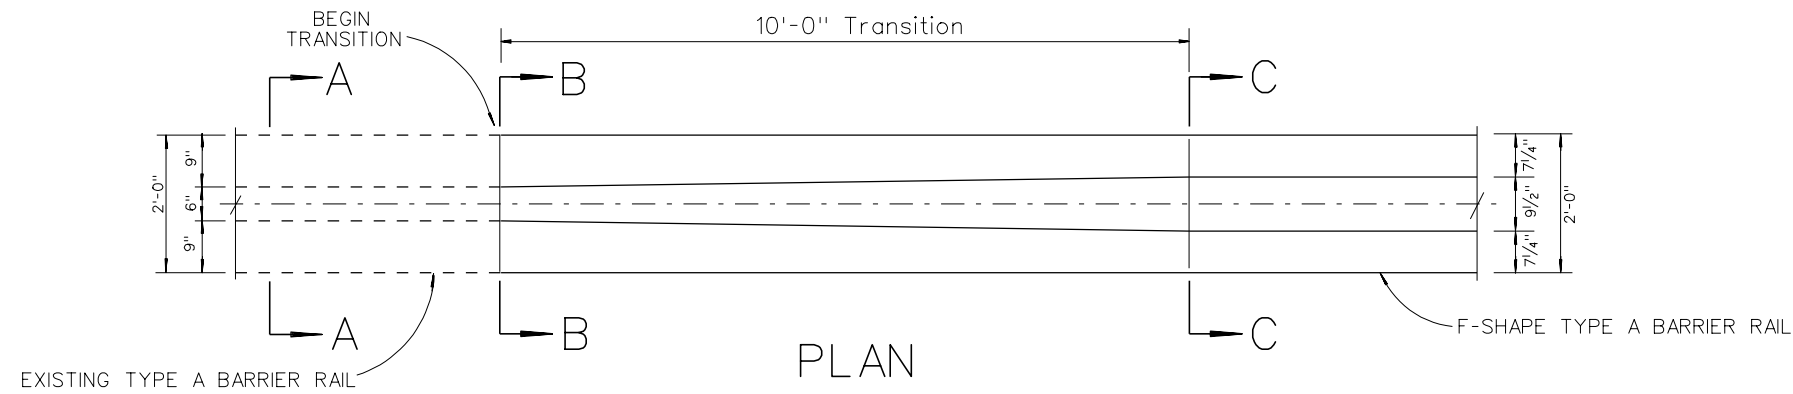 BEGIN
TRANSITION
10'-0" Transition
A
B
C
2'-0"
9"
6"
9"
7¼"
9½"
7¼"
2'-0"
A
B
C
F-SHAPE TYPE A BARRIER RAIL
EXISTING TYPE A BARRIER RAIL
PLAN